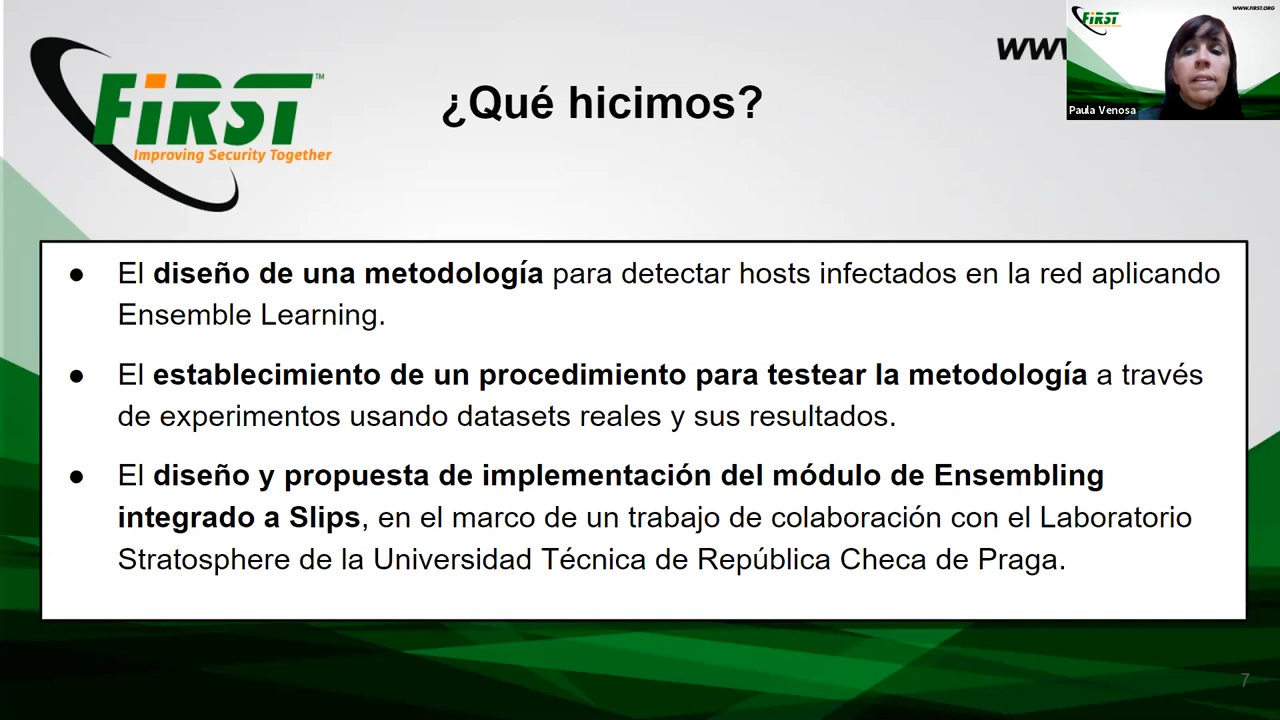 FiRST™
Improving Security Together
¿Qué hicimos?
www
FiRST
WWW.FIRST.ORG
Paula Venosa
● El diseño de una metodología para detectar hosts infectados en la red aplicando
Ensemble Learning.
● El establecimiento de un procedimiento para testear la metodología a través
de experimentos usando datasets reales y sus resultados.
● El diseño y propuesta de implementación del módulo de Ensembling
integrado a Slips, en el marco de un trabajo de colaboración con el Laboratorio
Stratosphere de la Universidad Técnica de República Checa de Praga.
7